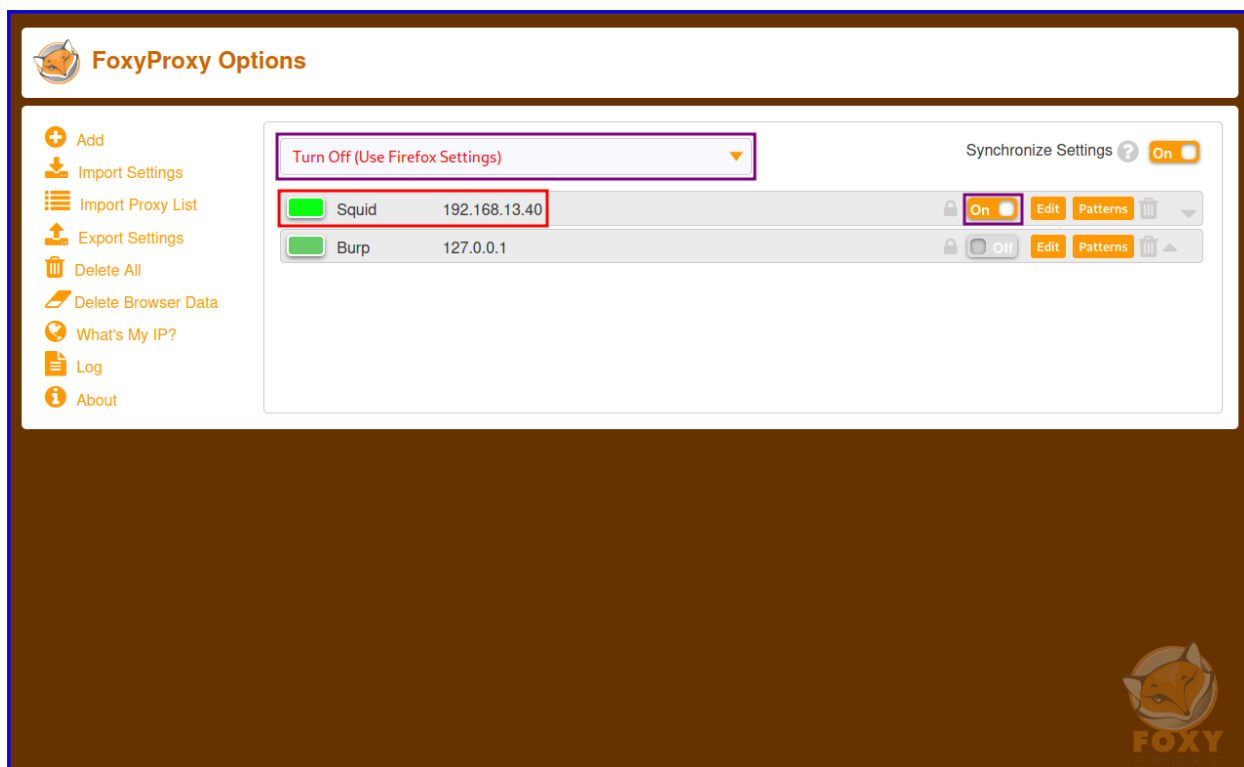 FoxyProxy Options
Add
Import Settings
Import Proxy List
Export Settings
Delete All
Delete Browser Data
What's My IP?
Log
About
Turn Off (Use Firefox Settings)
Synchronize Settings ? On
Squid 192.168.13.40 On Edit Patterns
Burp 127.0.0.1 Off Edit Patterns
FOXY
PROXY